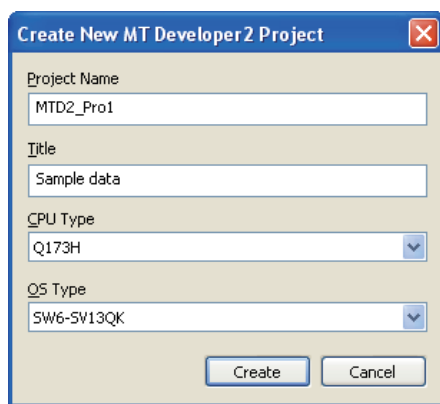 Create New MT Developer2 Project
Project Name
MTD2_Pro1
Title
Sample data
CPU Type
Q173H
OS Type
SW6-SV13QK
Create Cancel